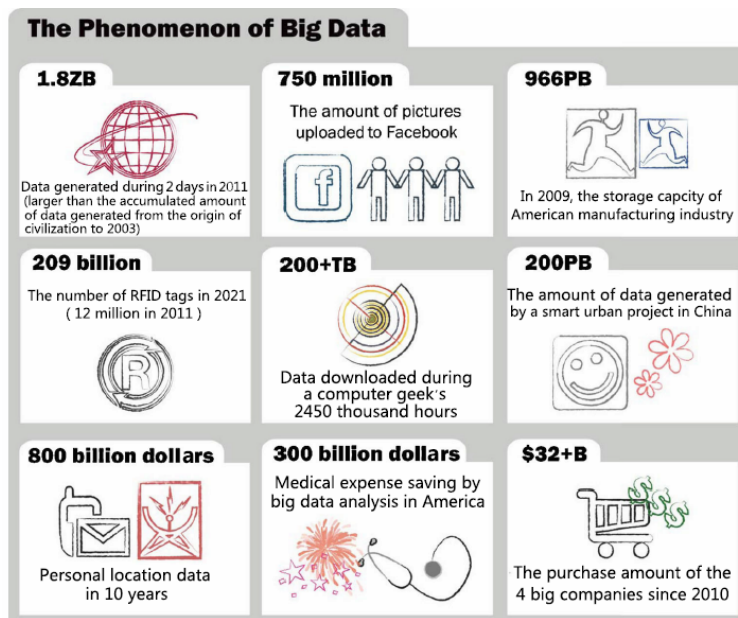 The Phenomenon of Big Data
1.8ZB
Data generated during 2 days in 2011
(larger than the accumulated amount
of data generated from the origin of
civilization to 2003)
750 million
The amount of pictures
uploaded to Facebook
f
966PB
In 2009, the storage capcity of
American manufacturing industry
209 billion
The number of RFID tags in 2021
( 12 million in 2011 )
R
200+TB
Data downloaded during
a computer geek's
2450 thousand hours
200PB
The amount of data generated
by a smart urban project in China
800 billion dollars
Personal location data
in 10 years
300 billion dollars
Medical expense saving by
big data analysis in America
$32+B
$$$
The purchase amount of the
4 big companies since 2010